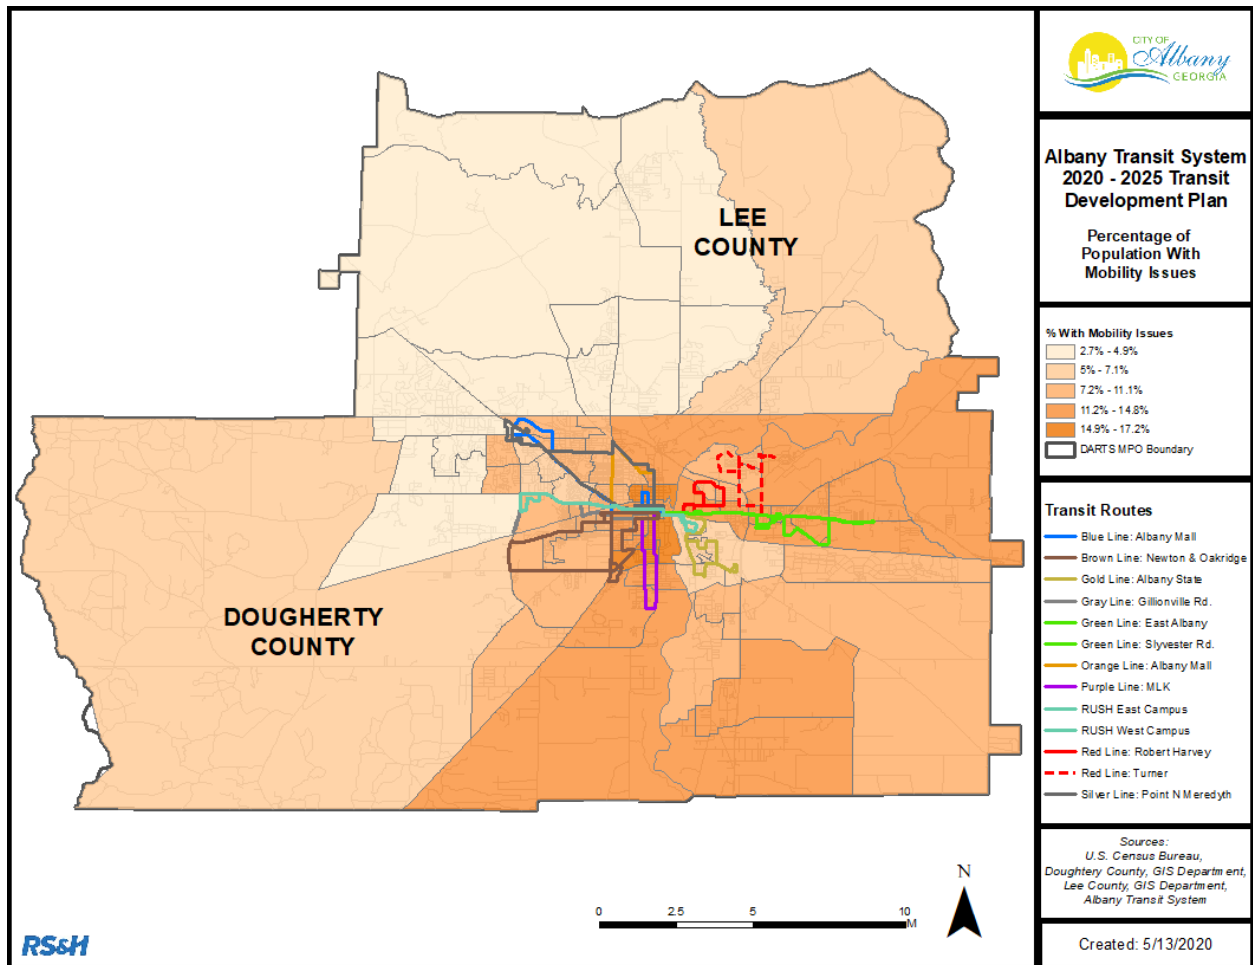 LEE
COUNTY
DOUGHERTY
COUNTY
N
0 2.5 5 10
M
RS&H
CITY OF
Albany
GEORGIA
Albany Transit System
2020 - 2025 Transit
Development Plan
Percentage of
Population With
Mobility Issues
% With Mobility Issues
2.7% - 4.9%
5% - 7.1%
7.2% - 11.1%
11.2% - 14.8%
14.9% - 17.2%
DARTS MPO Boundary
Transit Routes
Blue Line: Albany Mall
Brown Line: Newton & Oakridge
Gold Line: Albany State
Gray Line: Gillionville Rd.
Green Line: East Albany
Green Line: Slyvester Rd.
Orange Line: Albany Mall
Purple Line: MLK
RUSH East Campus
RUSH West Campus
Red Line: Robert Harvey
Red Line: Turner
Silver Line: Point N Meredyth
Sources:
U.S. Census Bureau,
Doughtery County, GIS Department,
Lee County, GIS Department,
Albany Transit System
Created: 5/13/2020